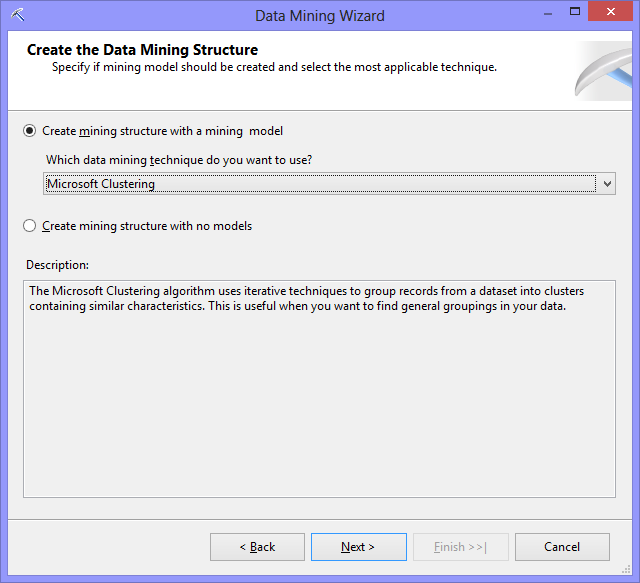 Data Mining Wizard
Create the Data Mining Structure
Specify if mining model should be created and select the most applicable technique.
Create mining structure with a mining  model
Which data mining technique do you want to use?
Microsoft Clustering
Create mining structure with no models
Description:
The Microsoft Clustering algorithm uses iterative techniques to group records from a dataset into clusters
containing similar characteristics. This is useful when you want to find general groupings in your data.
< Back
Next >
Finish >>|
Cancel